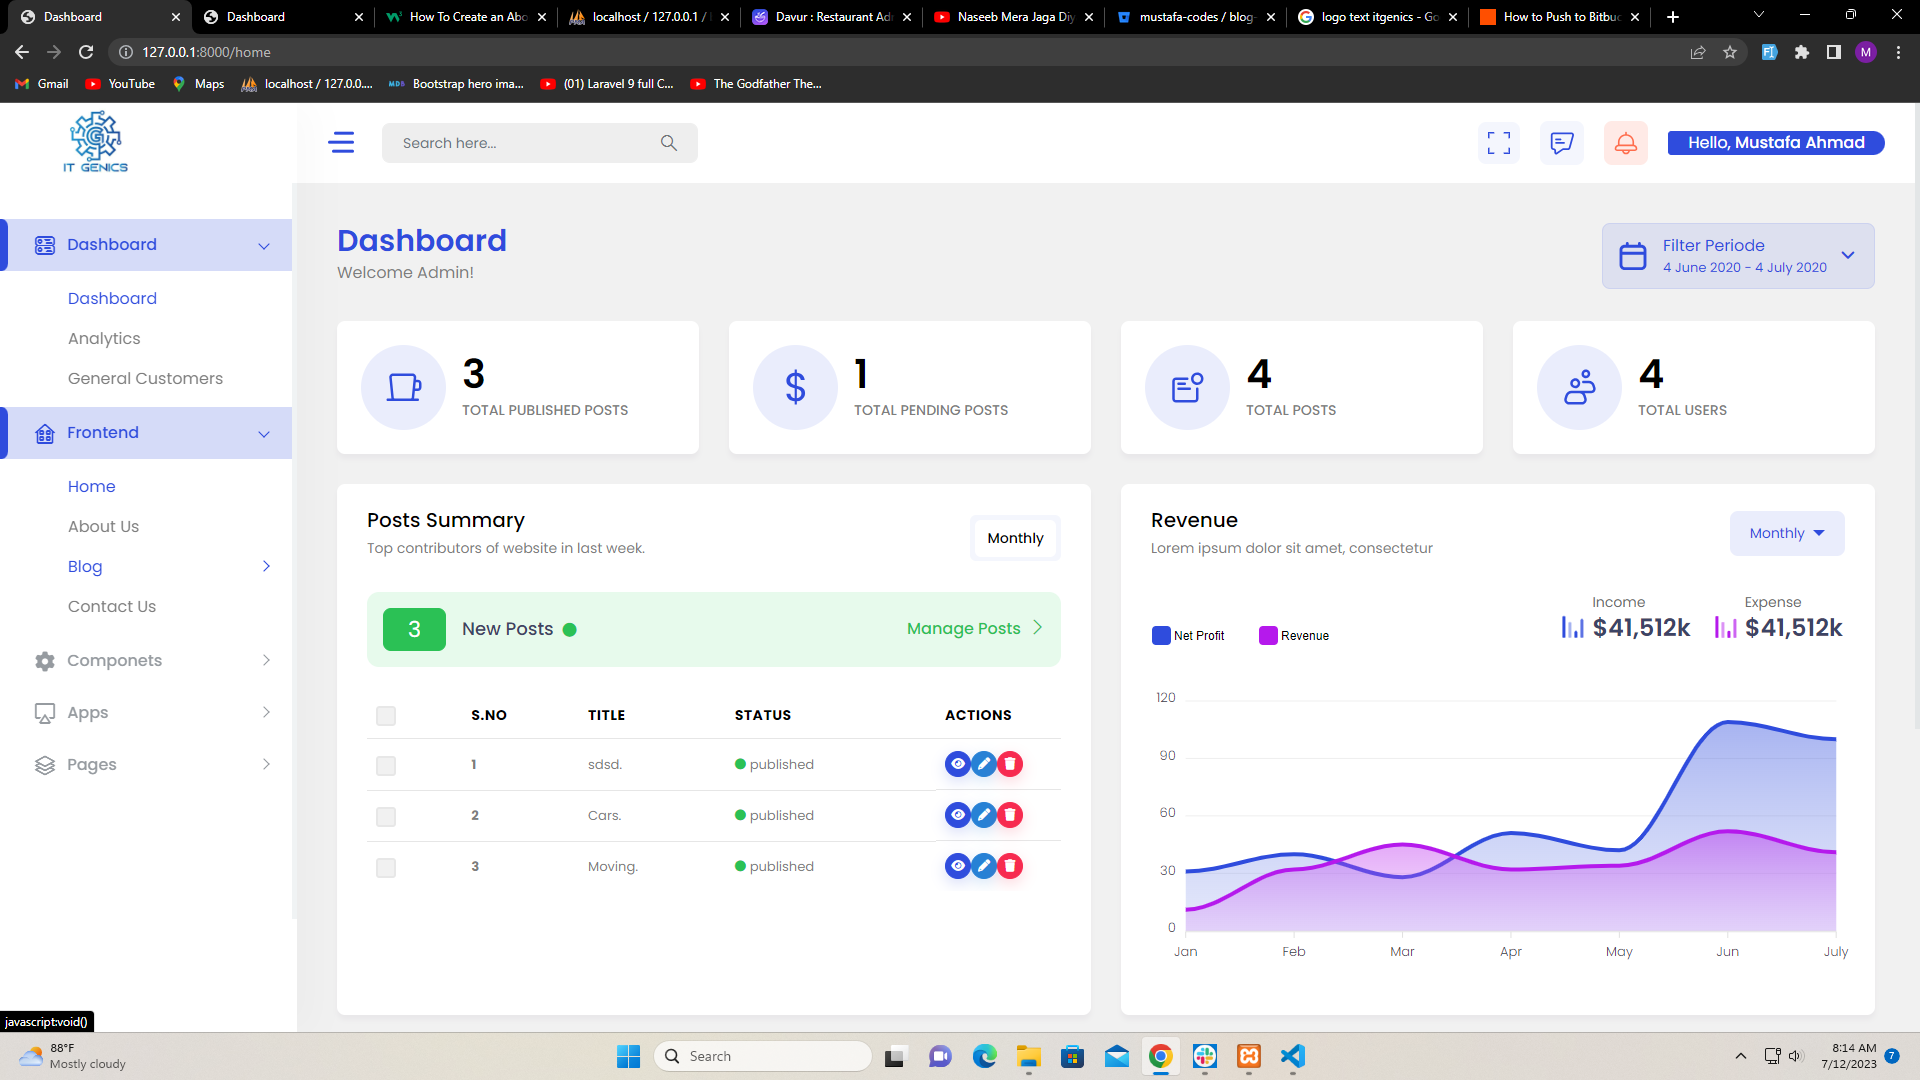 Dashboard
Dashboard
How To Create an Abo
localhost / 127.0.0.1 /
Davur : Restaurant Adr
Naseeb Mera Jaga Diy
mustafa-codes / blog-
logo text itgenics - Go
How to Push to Bitbuc
127.0.0.1:8000/home
M
Gmail
YouTube
Maps
localhost / 127.0.0....
Bootstrap hero ima...
(01) Laravel 9 full C...
The Godfather The...
IT GENICS
Search here...
Hello, Mustafa Ahmad
Dashboard
Dashboard
Analytics
General Customers
Frontend
Home
About Us
Blog
Contact Us
Componets
Apps
Pages
Dashboard
Welcome Admin!
Filter Periode
4 June 2020 - 4 July 2020
3
TOTAL PUBLISHED POSTS
1
TOTAL PENDING POSTS
4
TOTAL POSTS
4
TOTAL USERS
Posts Summary
Top contributors of website in last week.
Monthly
3 New Posts
Manage Posts
S.NO TITLE STATUS ACTIONS
1 sdsd. published
2 Cars. published
3 Moving. published
Revenue
Lorem ipsum dolor sit amet, consectetur
Monthly
Net Profit
Revenue
Income
$41,512k
Expense
$41,512k
120
90
60
30
0
Jan Feb Mar Apr May Jun July
javascript:void()
88°F
Mostly cloudy
Search
8:14 AM
7/12/2023
7